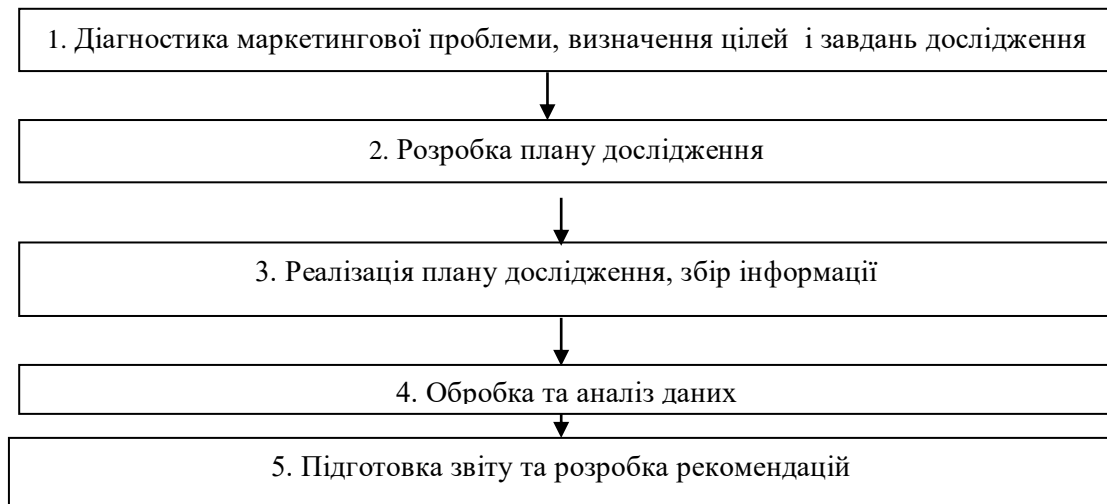 1. Діагностика маркетингової проблеми, визначення цілей і завдань дослідження
2. Розробка плану дослідження
3. Реалізація плану дослідження, збір інформації
4. Обробка та аналіз даних
5. Підготовка звіту та розробка рекомендацій